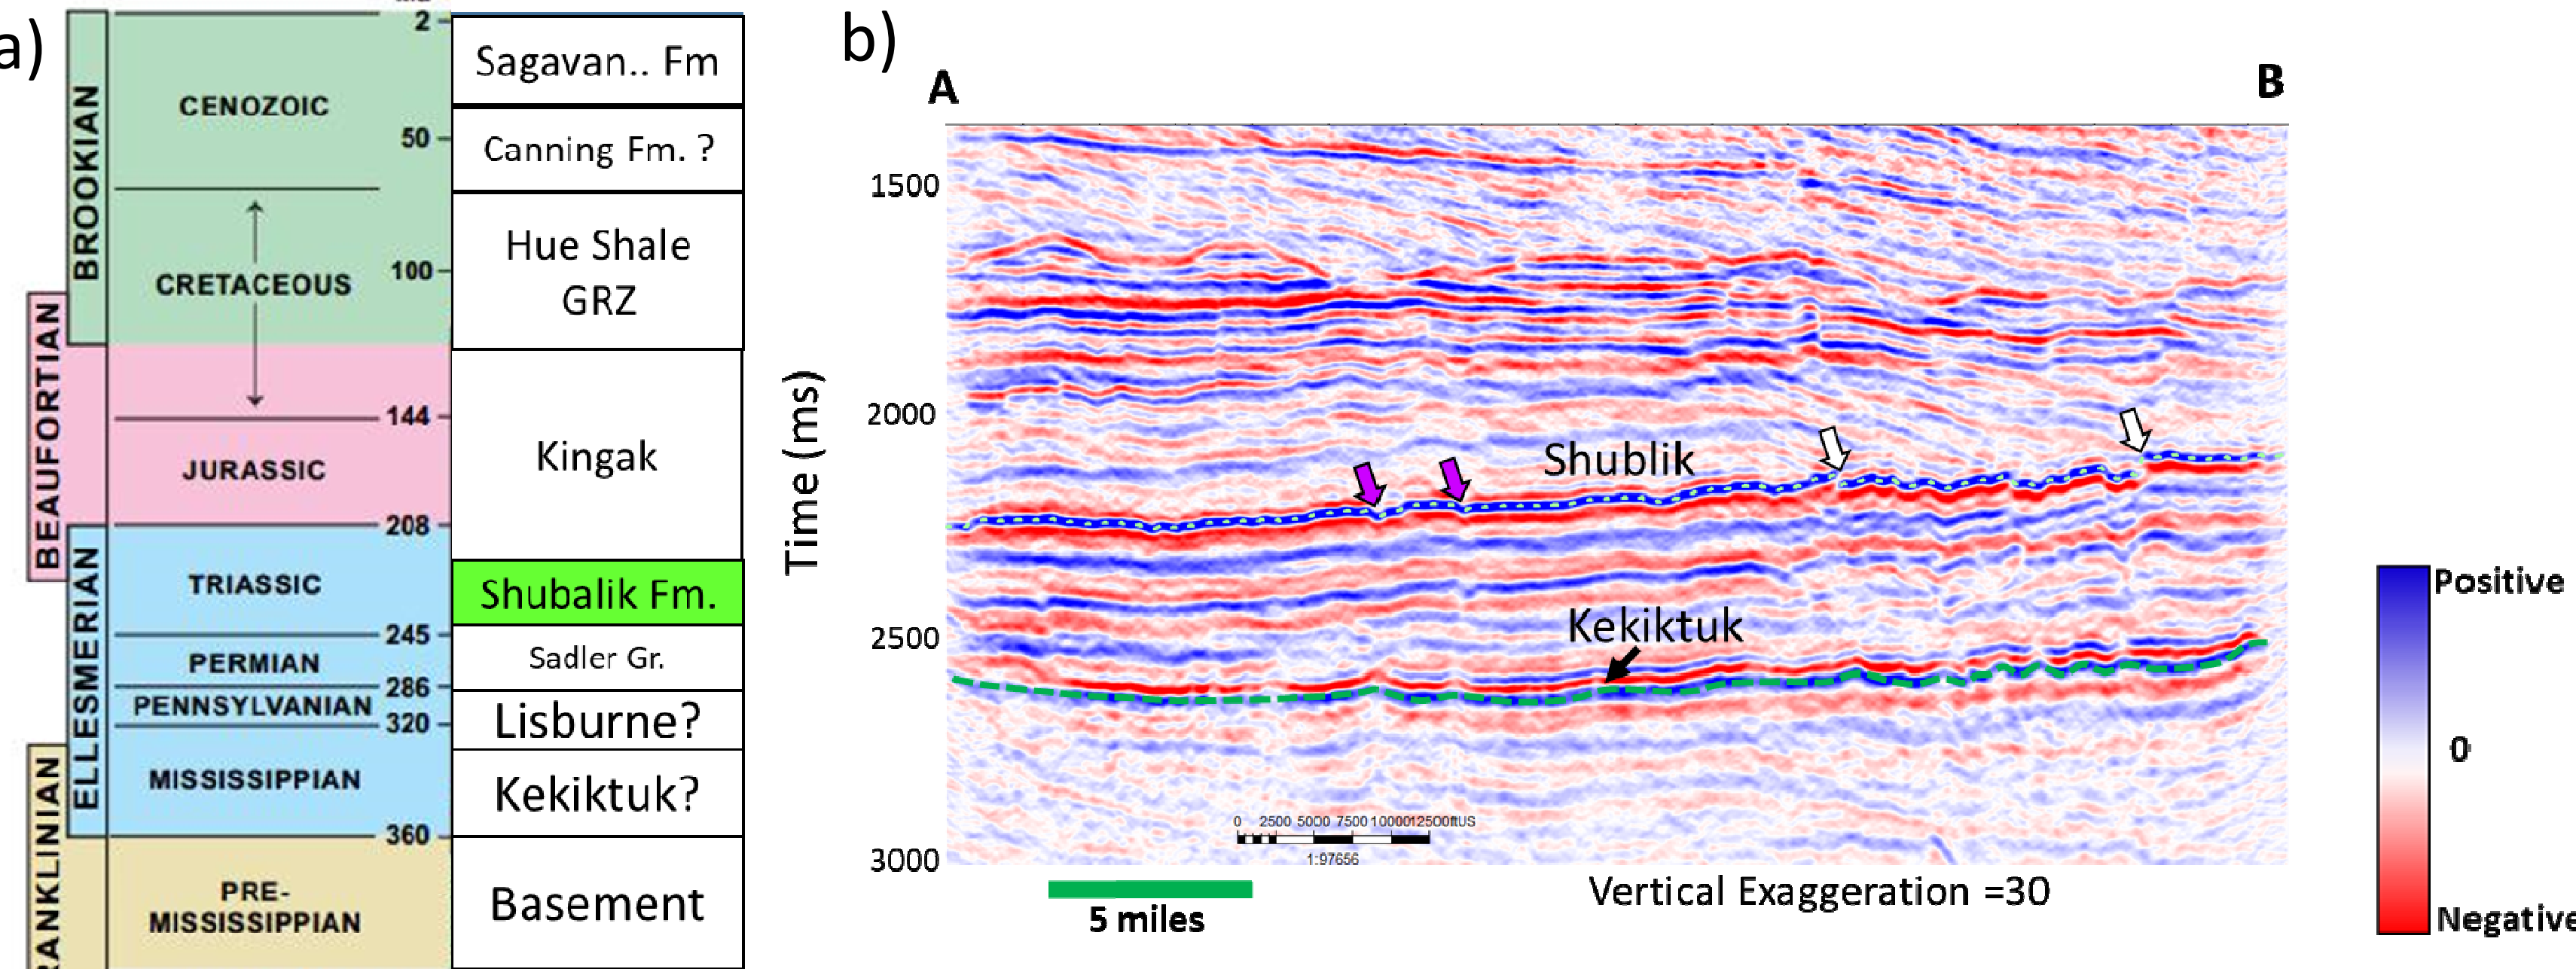 a)
2
BROOKIAN
CENOZOIC
50
CRETACEOUS
100
BEAUFORTIAN
144
JURASSIC
208
ELLESMERIAN
TRIASSIC
245
PERMIAN
286
PENNSYLVANIAN
320
MISSISSIPPIAN
360
RANKLINIAN
PRE-
MISSISSIPPIAN
Sagavan.. Fm
Canning Fm. ?
Hue Shale
GRZ
Kingak
Shubalik Fm.
Sadler Gr.
Lisburne?
Kekiktuk?
Basement
b)
A
B
Time (ms)
1500
2000
2500
3000
Shublik
Kekiktuk
0 2500 5000 7500 10000 12500ftUS
1:97656
5 miles
Vertical Exaggeration =30
Positive
0
Negative